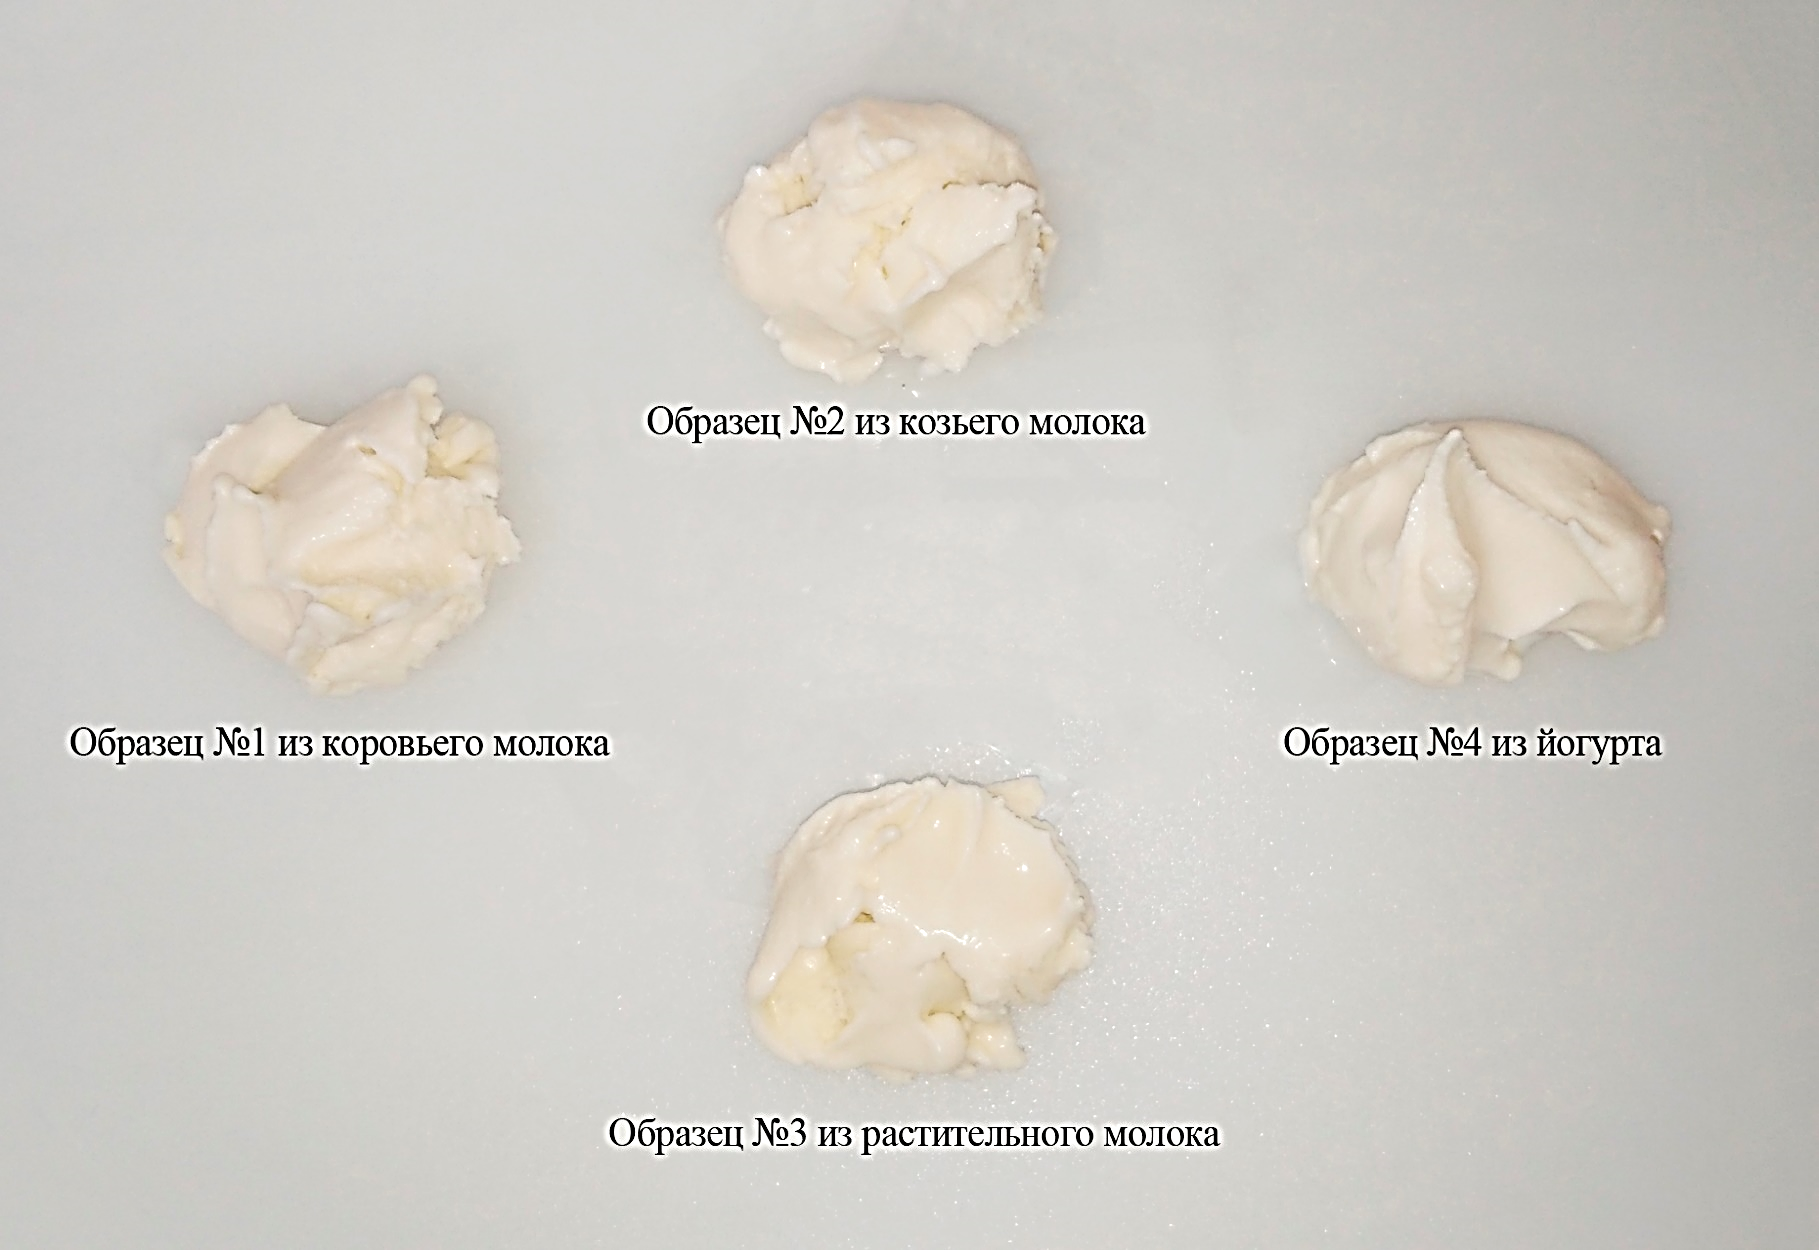 Образец №2 из козьего молока
Образец №1 из коровьего молока
Образец №4 из йогурта
Образец №3 из растительного молока